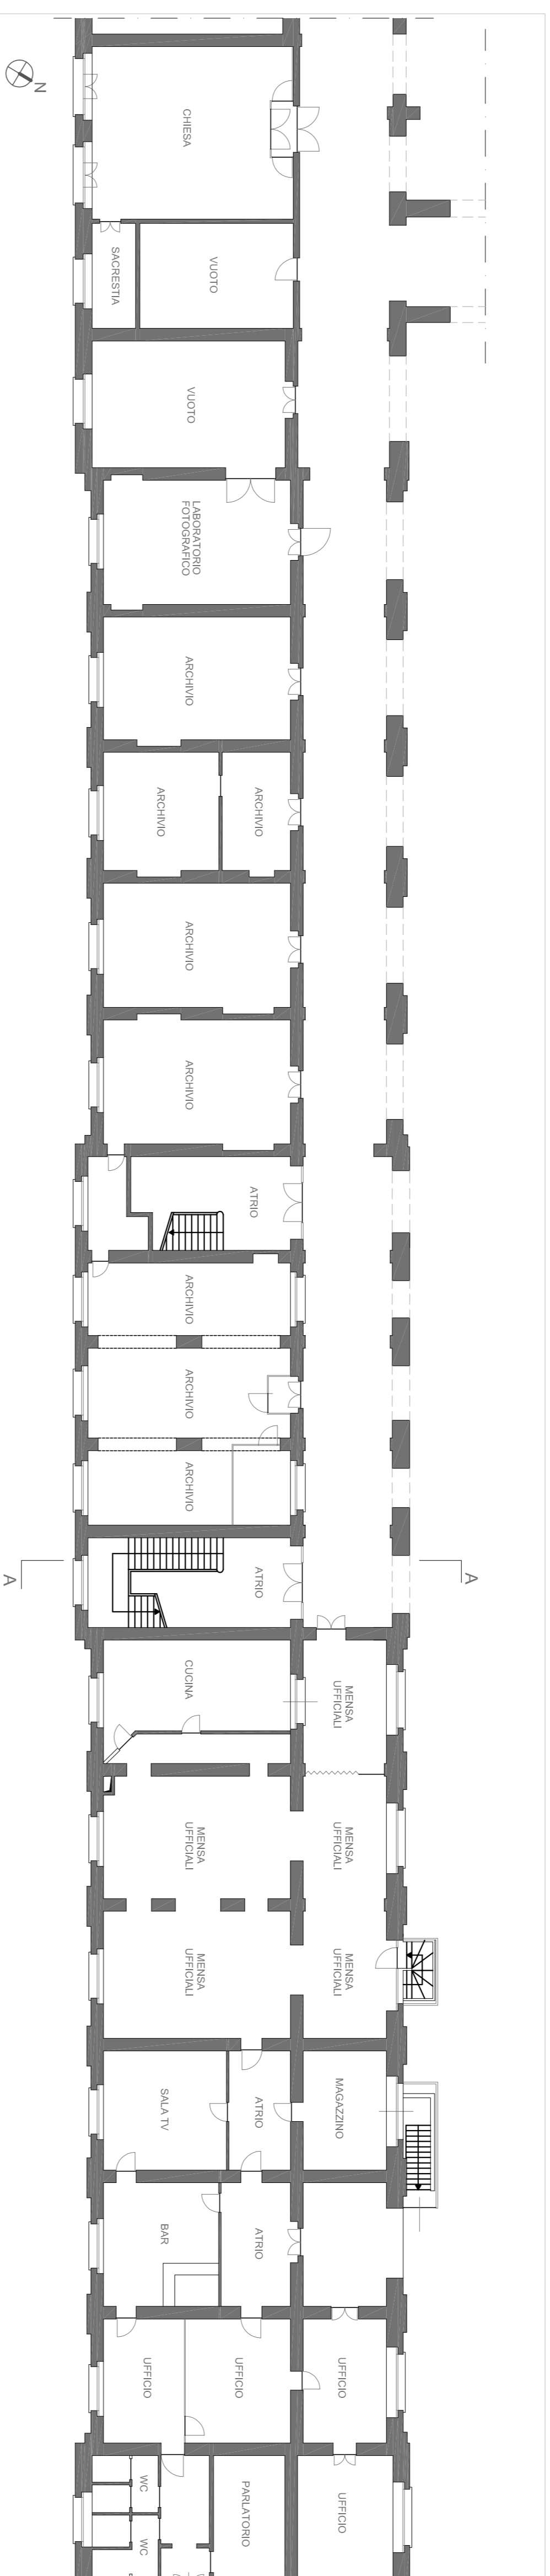 N
CHIESA
SACRESTIA
VUOTO
VUOTO
LABORATORIO
FOTOGRAFICO
ARCHIVIO
ARCHIVIO
ARCHIVIO
ARCHIVIO
ARCHIVIO
ATRIO
ARCHIVIO
ARCHIVIO
ARCHIVIO
A
A
ATRIO
CUCINA
MENSA
UFFICIALI
MENSA
UFFICIALI
MENSA
UFFICIALI
MENSA
UFFICIALI
MENSA
UFFICIALI
SALA TV
ATRIO
MAGAZZINO
BAR
ATRIO
UFFICIO
UFFICIO
UFFICIO
WC
WC
PARLATORIO
UFFICIO